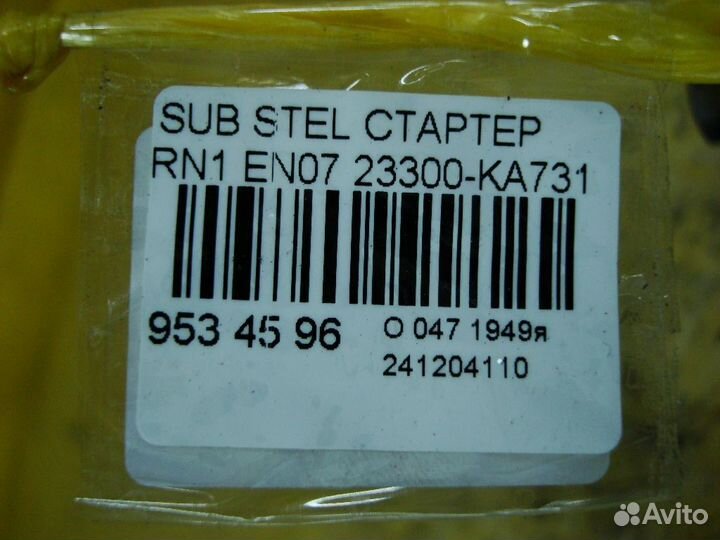 SUB STEL СТАРТЕР
RN1 EN07 23300-KA731
953 45 96
О 047 1949я
241204110
Avito